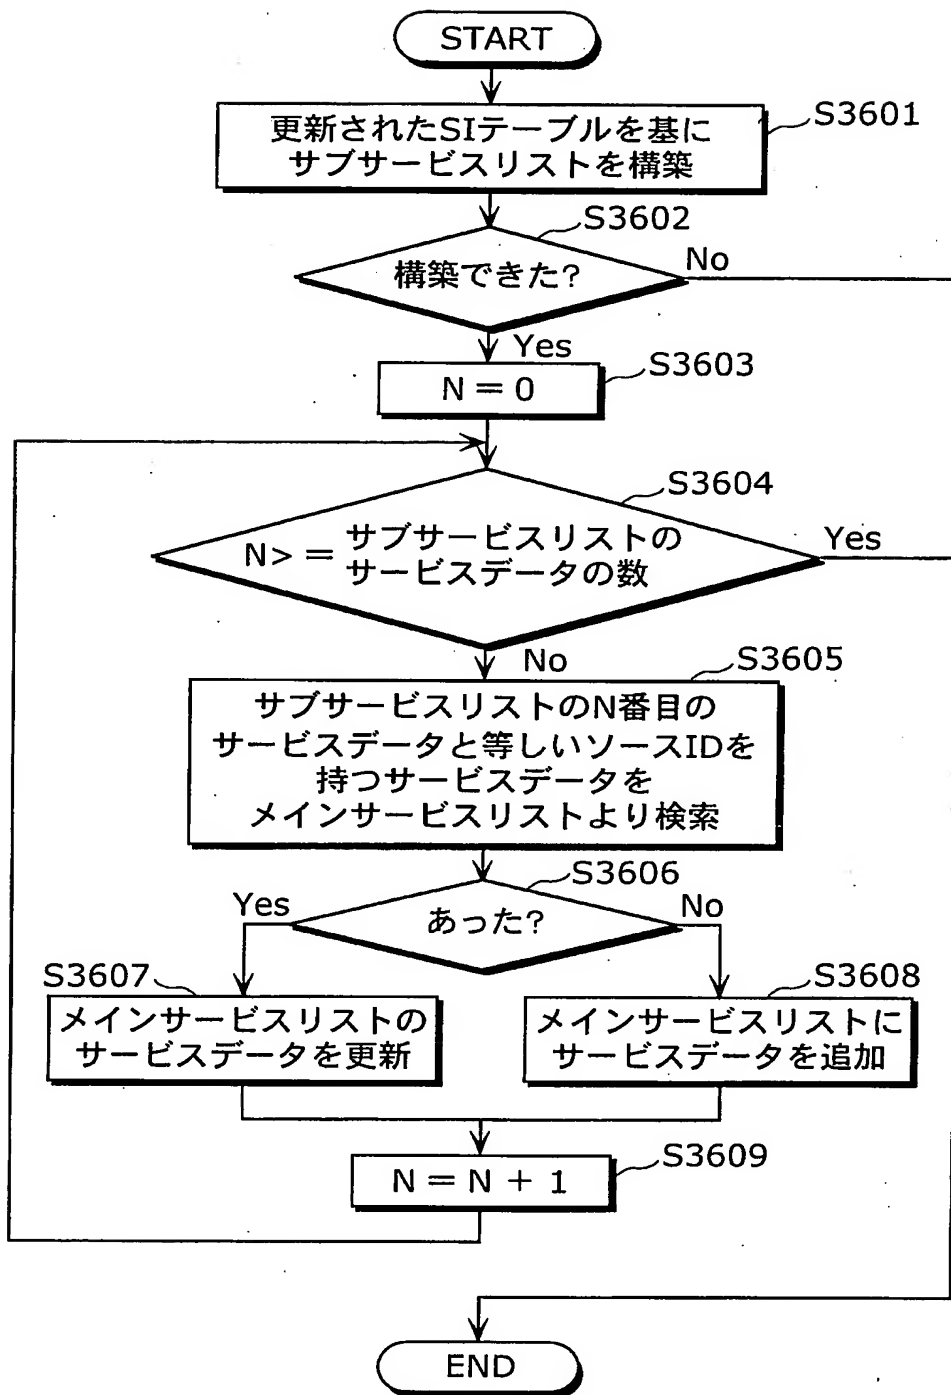 START
更新されたSIテーブルを基に
サブサービスリストを構築
S3601
S3602
構築できた?
No
Yes
S3603
N = 0
S3604
N> = サブサービスリストの
サービスデータの数
Yes
No
S3605
サブサービスリストのN番目の
サービスデータと等しいソースIDを
持つサービスデータを
メインサービスリストより検索
S3606
あった?
Yes
No
S3607
メインサービスリストの
サービスデータを更新
S3608
メインサービスリストに
サービスデータを追加
S3609
N = N + 1
END